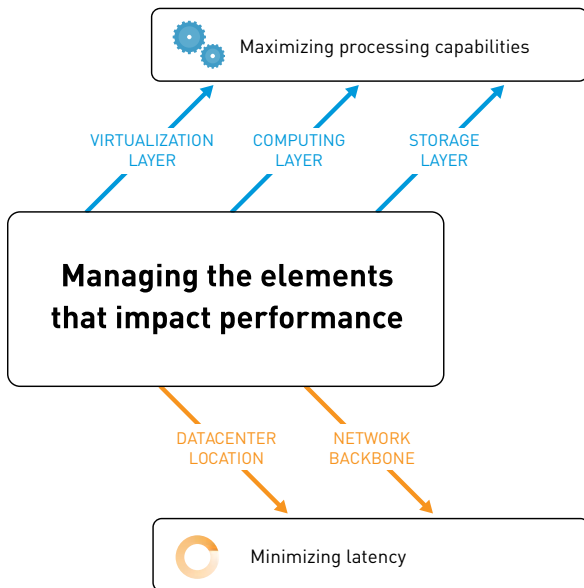 Maximizing processing capabilities
VIRTUALIZATION
LAYER
COMPUTING
LAYER
STORAGE
LAYER
Managing the elements
that impact performance
DATACENTER
LOCATION
NETWORK
BACKBONE
Minimizing latency